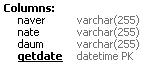 Columns:
naver varchar(255)
nate varchar(255)
daum varchar(255)
getdate datetime PK